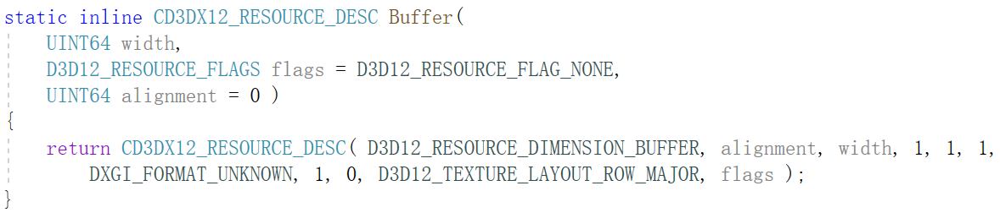 static inline CD3DX12_RESOURCE_DESC Buffer(
    UINT64 width,
    D3D12_RESOURCE_FLAGS flags = D3D12_RESOURCE_FLAG_NONE,
    UINT64 alignment = 0 )
{
    return CD3DX12_RESOURCE_DESC( D3D12_RESOURCE_DIMENSION_BUFFER, alignment, width, 1, 1, 1,
        DXGI_FORMAT_UNKNOWN, 1, 0, D3D12_TEXTURE_LAYOUT_ROW_MAJOR, flags );
}